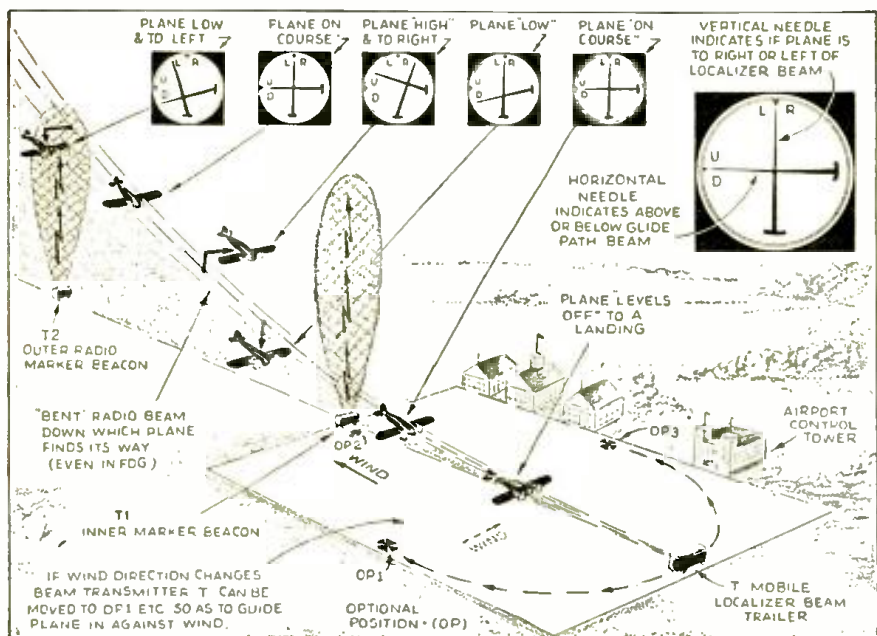 PLANE LOW
& TO LEFT
PLANE ON
COURSE"
PLANE "HIGH"
& TO RIGHT
PLANE "LOW"
PLANE "ON
COURSE"
VERTICAL NEEDLE
INDICATES IF PLANE IS
TO RIGHT OR LEFT OF
LOCALIZER BEAM
L R
U
D
L R
U
D
L R
U
D
L R
U
D
L R
U
D
L R
U
D
HORIZONTAL
NEEDLE
INDICATES ABOVE
OR BELOW GLIDE
PATH BEAM
PLANE "LEVELS
OFF" TO A
LANDING
T2
OUTER RADIO
MARKER BEACON
"BENT" RADIO BEAM
DOWN WHICH PLANE
FINDS ITS WAY
(EVEN IN FOG)
OP2
WIND
OP3
AIRPORT
CONTROL
TOWER
T1
INNER MARKER BEACON
WIND
IF WIND DIRECTION CHANGES
BEAM TRANSMITTER T CAN BE
MOVED TO OP1 ETC SO AS TO GUIDE
PLANE IN AGAINST WIND.
OP1
OPTIONAL
POSITION = (OP)
T MOBILE
LOCALIZER BEAM
TRAILER